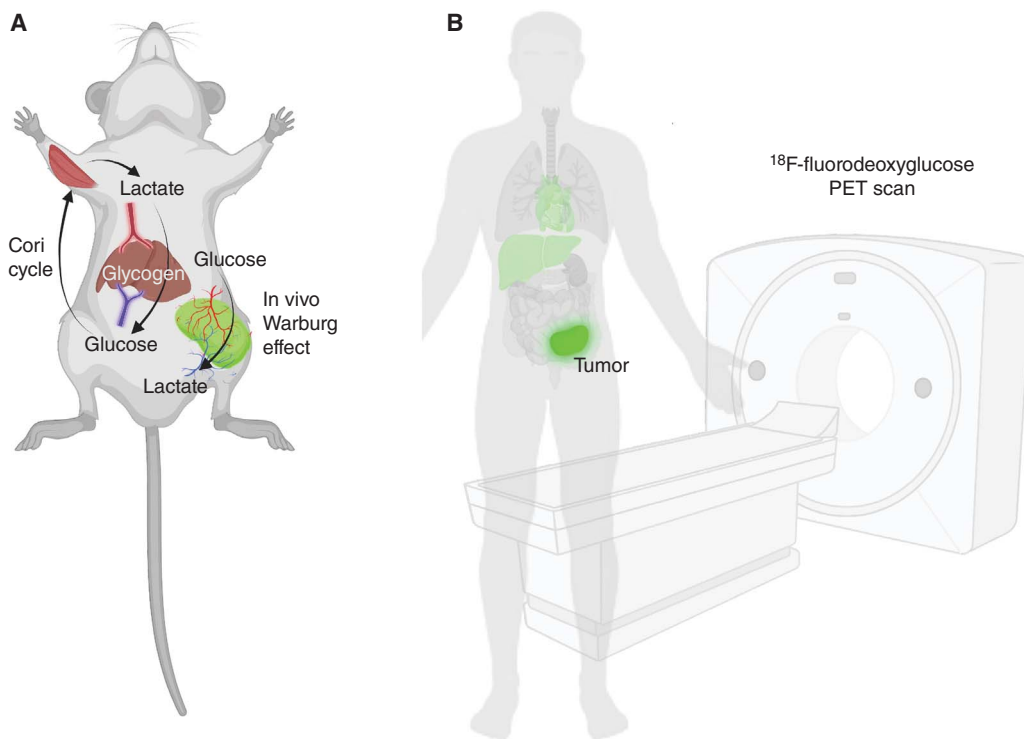 A
Lactate
Cori
cycle
Glycogen
Glucose
Glucose
In vivo
Warburg
effect
Lactate
B
¹⁸F-fluorodeoxyglucose
PET scan
Tumor